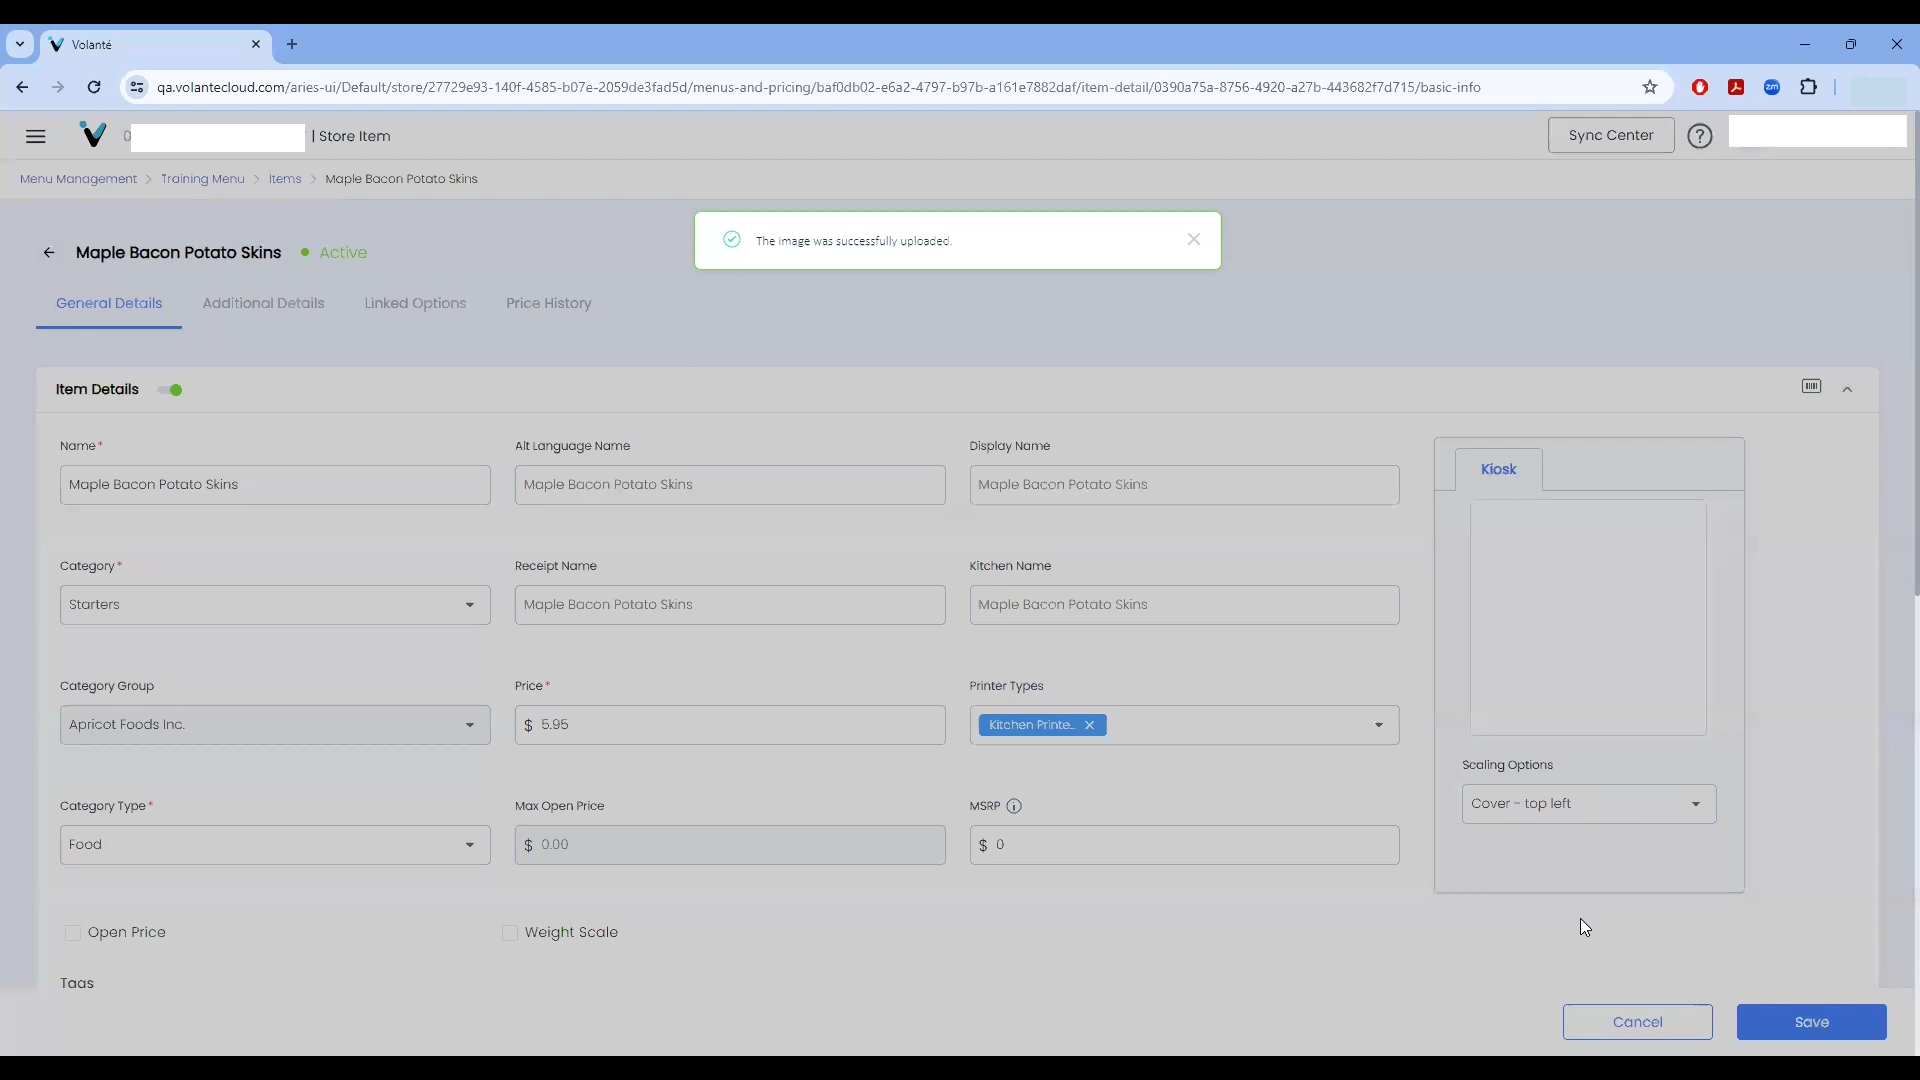 Volanté
qa.volantecloud.com/aries-ui/Default/store/27729e93-140f-4585-b07e-2059de3fad5d/menus-and-pricing/baf0db02-e6a2-4797-b97b-a161e7882daf/item-detail/0390a75a-8756-4920-a27b-443682f7d715/basic-info
zm
0
| Store Item
Sync Center
?
Menu Management > Training Menu > Items > Maple Bacon Potato Skins
The image was successfully uploaded.
Maple Bacon Potato Skins
Active
General Details
Additional Details
Linked Options
Price History
Item Details
Name*
Alt Language Name
Display Name
Kiosk
Maple Bacon Potato Skins
Maple Bacon Potato Skins
Maple Bacon Potato Skins
Category*
Receipt Name
Kitchen Name
Starters
Maple Bacon Potato Skins
Maple Bacon Potato Skins
Category Group
Price*
Printer Types
Apricot Foods Inc.
$ 5.95
Kitchen Printe...
Scaling Options
Cover - top left
Category Type*
Max Open Price
MSRP
Food
$ 0.00
$ 0
Open Price
Weight Scale
Tags
Cancel
Save